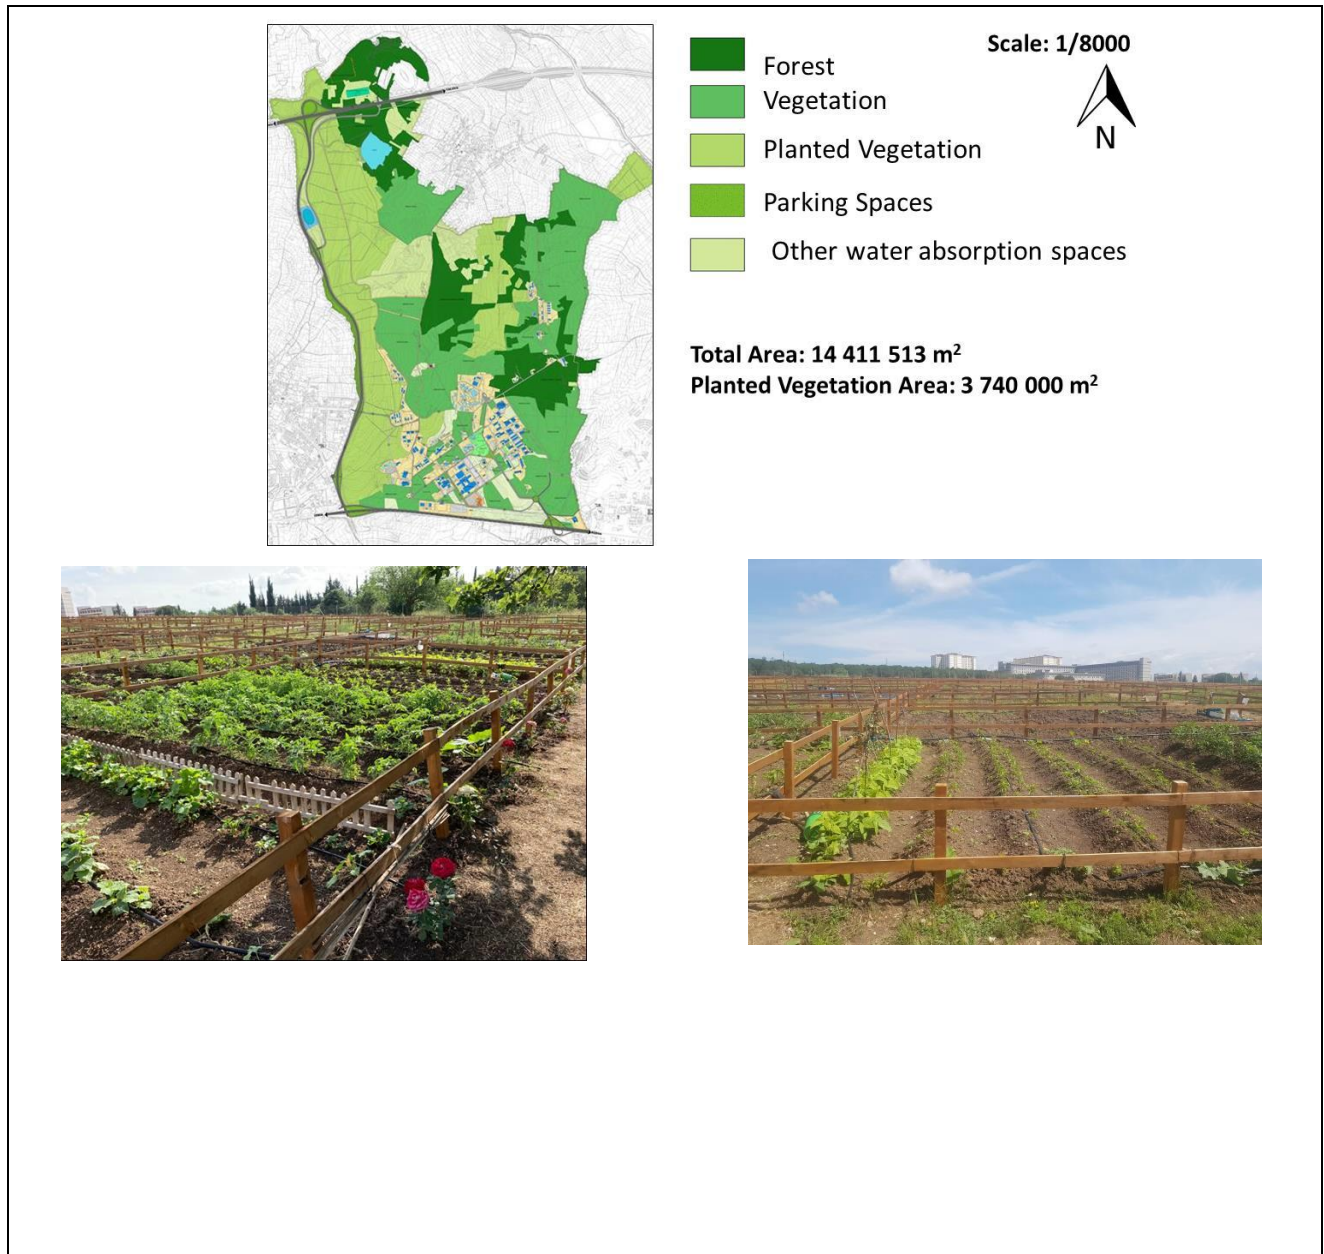 Scale: 1/8000
N
Forest
Vegetation
Planted Vegetation
Parking Spaces
Other water absorption spaces
Total Area: 14 411 513 m²
Planted Vegetation Area: 3 740 000 m²